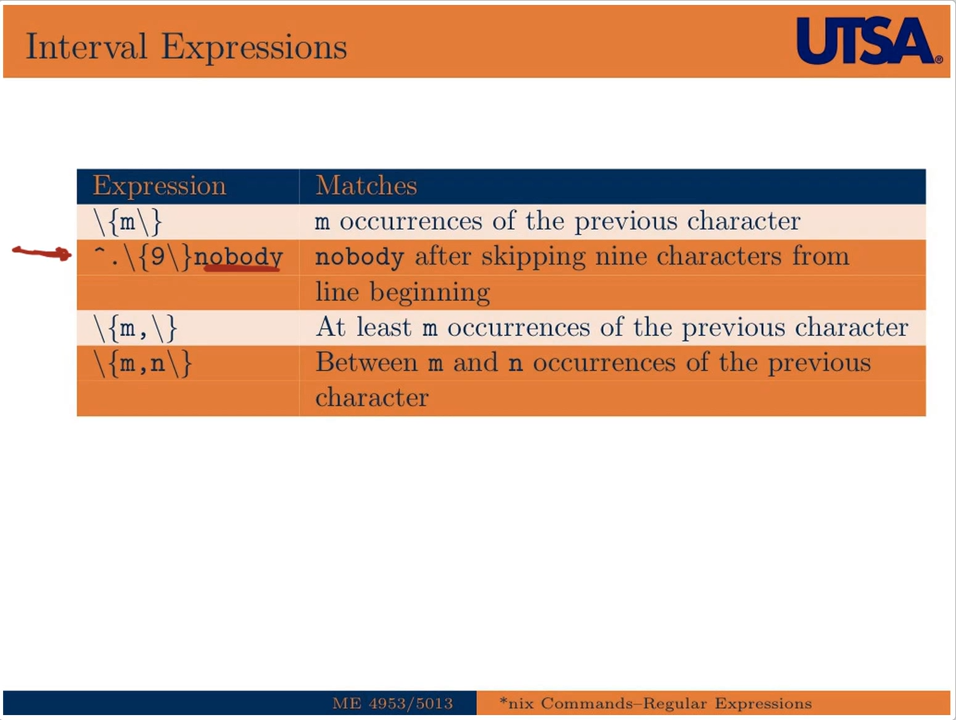 Interval Expressions
UTSA®
Expression Matches
\{m\} m occurrences of the previous character
^.\{9\}nobody nobody after skipping nine characters from
line beginning
\{m,\} At least m occurrences of the previous character
\{m,n\} Between m and n occurrences of the previous
character
ME 4953/5013 *nix Commands–Regular Expressions